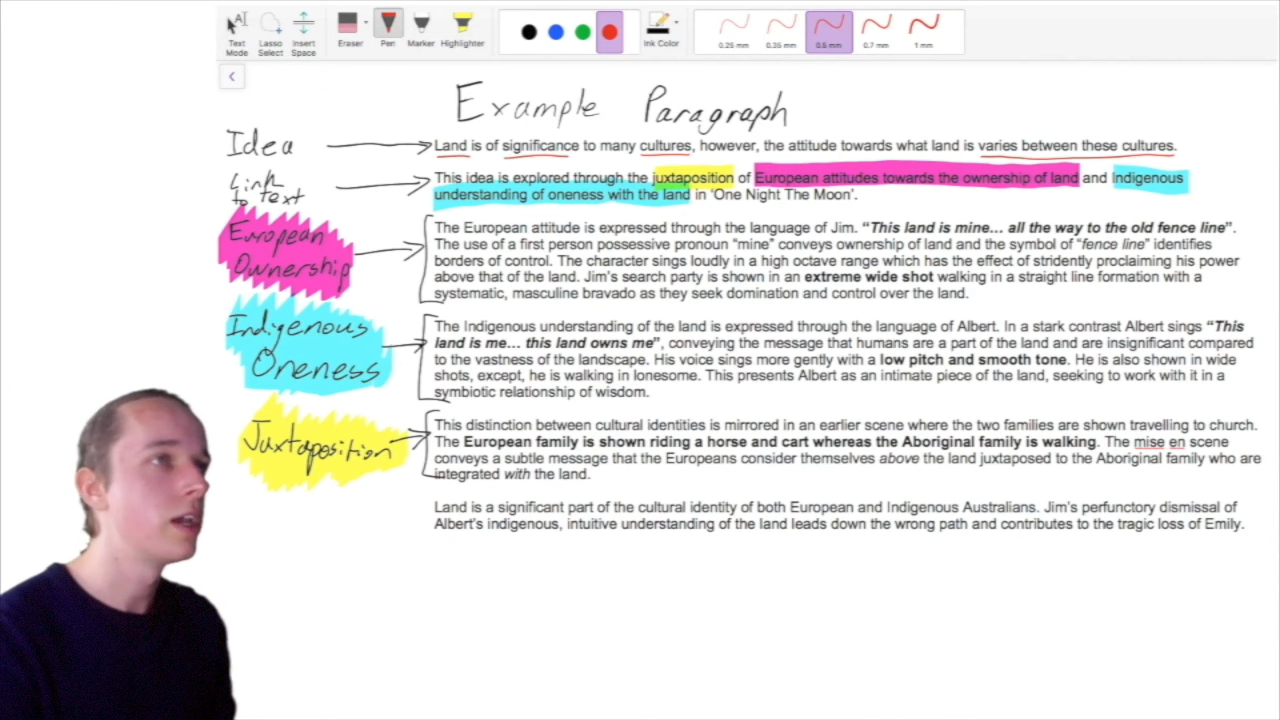 Text Mode
Lasso Select
Insert Space
Eraser
Pen
Marker
Highlighter
Ink Color
0.25 mm
0.35 mm
0.5 mm
0.7 mm
1 mm
Example Paragraph
Idea
Land is of significance to many cultures, however, the attitude towards what land is varies between these cultures.
Link to text
This idea is explored through the juxtaposition of European attitudes towards the ownership of land and Indigenous
understanding of oneness with the land in 'One Night The Moon'.
European
Ownership
The European attitude is expressed through the language of Jim. "This land is mine... all the way to the old fence line".
The use of a first person possessive pronoun "mine" conveys ownership of land and the symbol of "fence line" identifies
borders of control. The character sings loudly in a high octave range which has the effect of stridently proclaiming his power
above that of the land. Jim's search party is shown in an extreme wide shot walking in a straight line formation with a
systematic, masculine bravado as they seek domination and control over the land.
Indigenous
Oneness
The Indigenous understanding of the land is expressed through the language of Albert. In a stark contrast Albert sings "This
land is me... this land owns me", conveying the message that humans are a part of the land and are insignificant compared
to the vastness of the landscape. His voice sings more gently with a low pitch and smooth tone. He is also shown in wide
shots, except, he is walking in lonesome. This presents Albert as an intimate piece of the land, seeking to work with it in a
symbiotic relationship of wisdom.
Juxtaposition
This distinction between cultural identities is mirrored in an earlier scene where the two families are shown travelling to church.
The European family is shown riding a horse and cart whereas the Aboriginal family is walking. The mise en scene
conveys a subtle message that the Europeans consider themselves above the land juxtaposed to the Aboriginal family who are
integrated with the land.
Land is a significant part of the cultural identity of both European and Indigenous Australians. Jim's perfunctory dismissal of
Albert's indigenous, intuitive understanding of the land leads down the wrong path and contributes to the tragic loss of Emily.